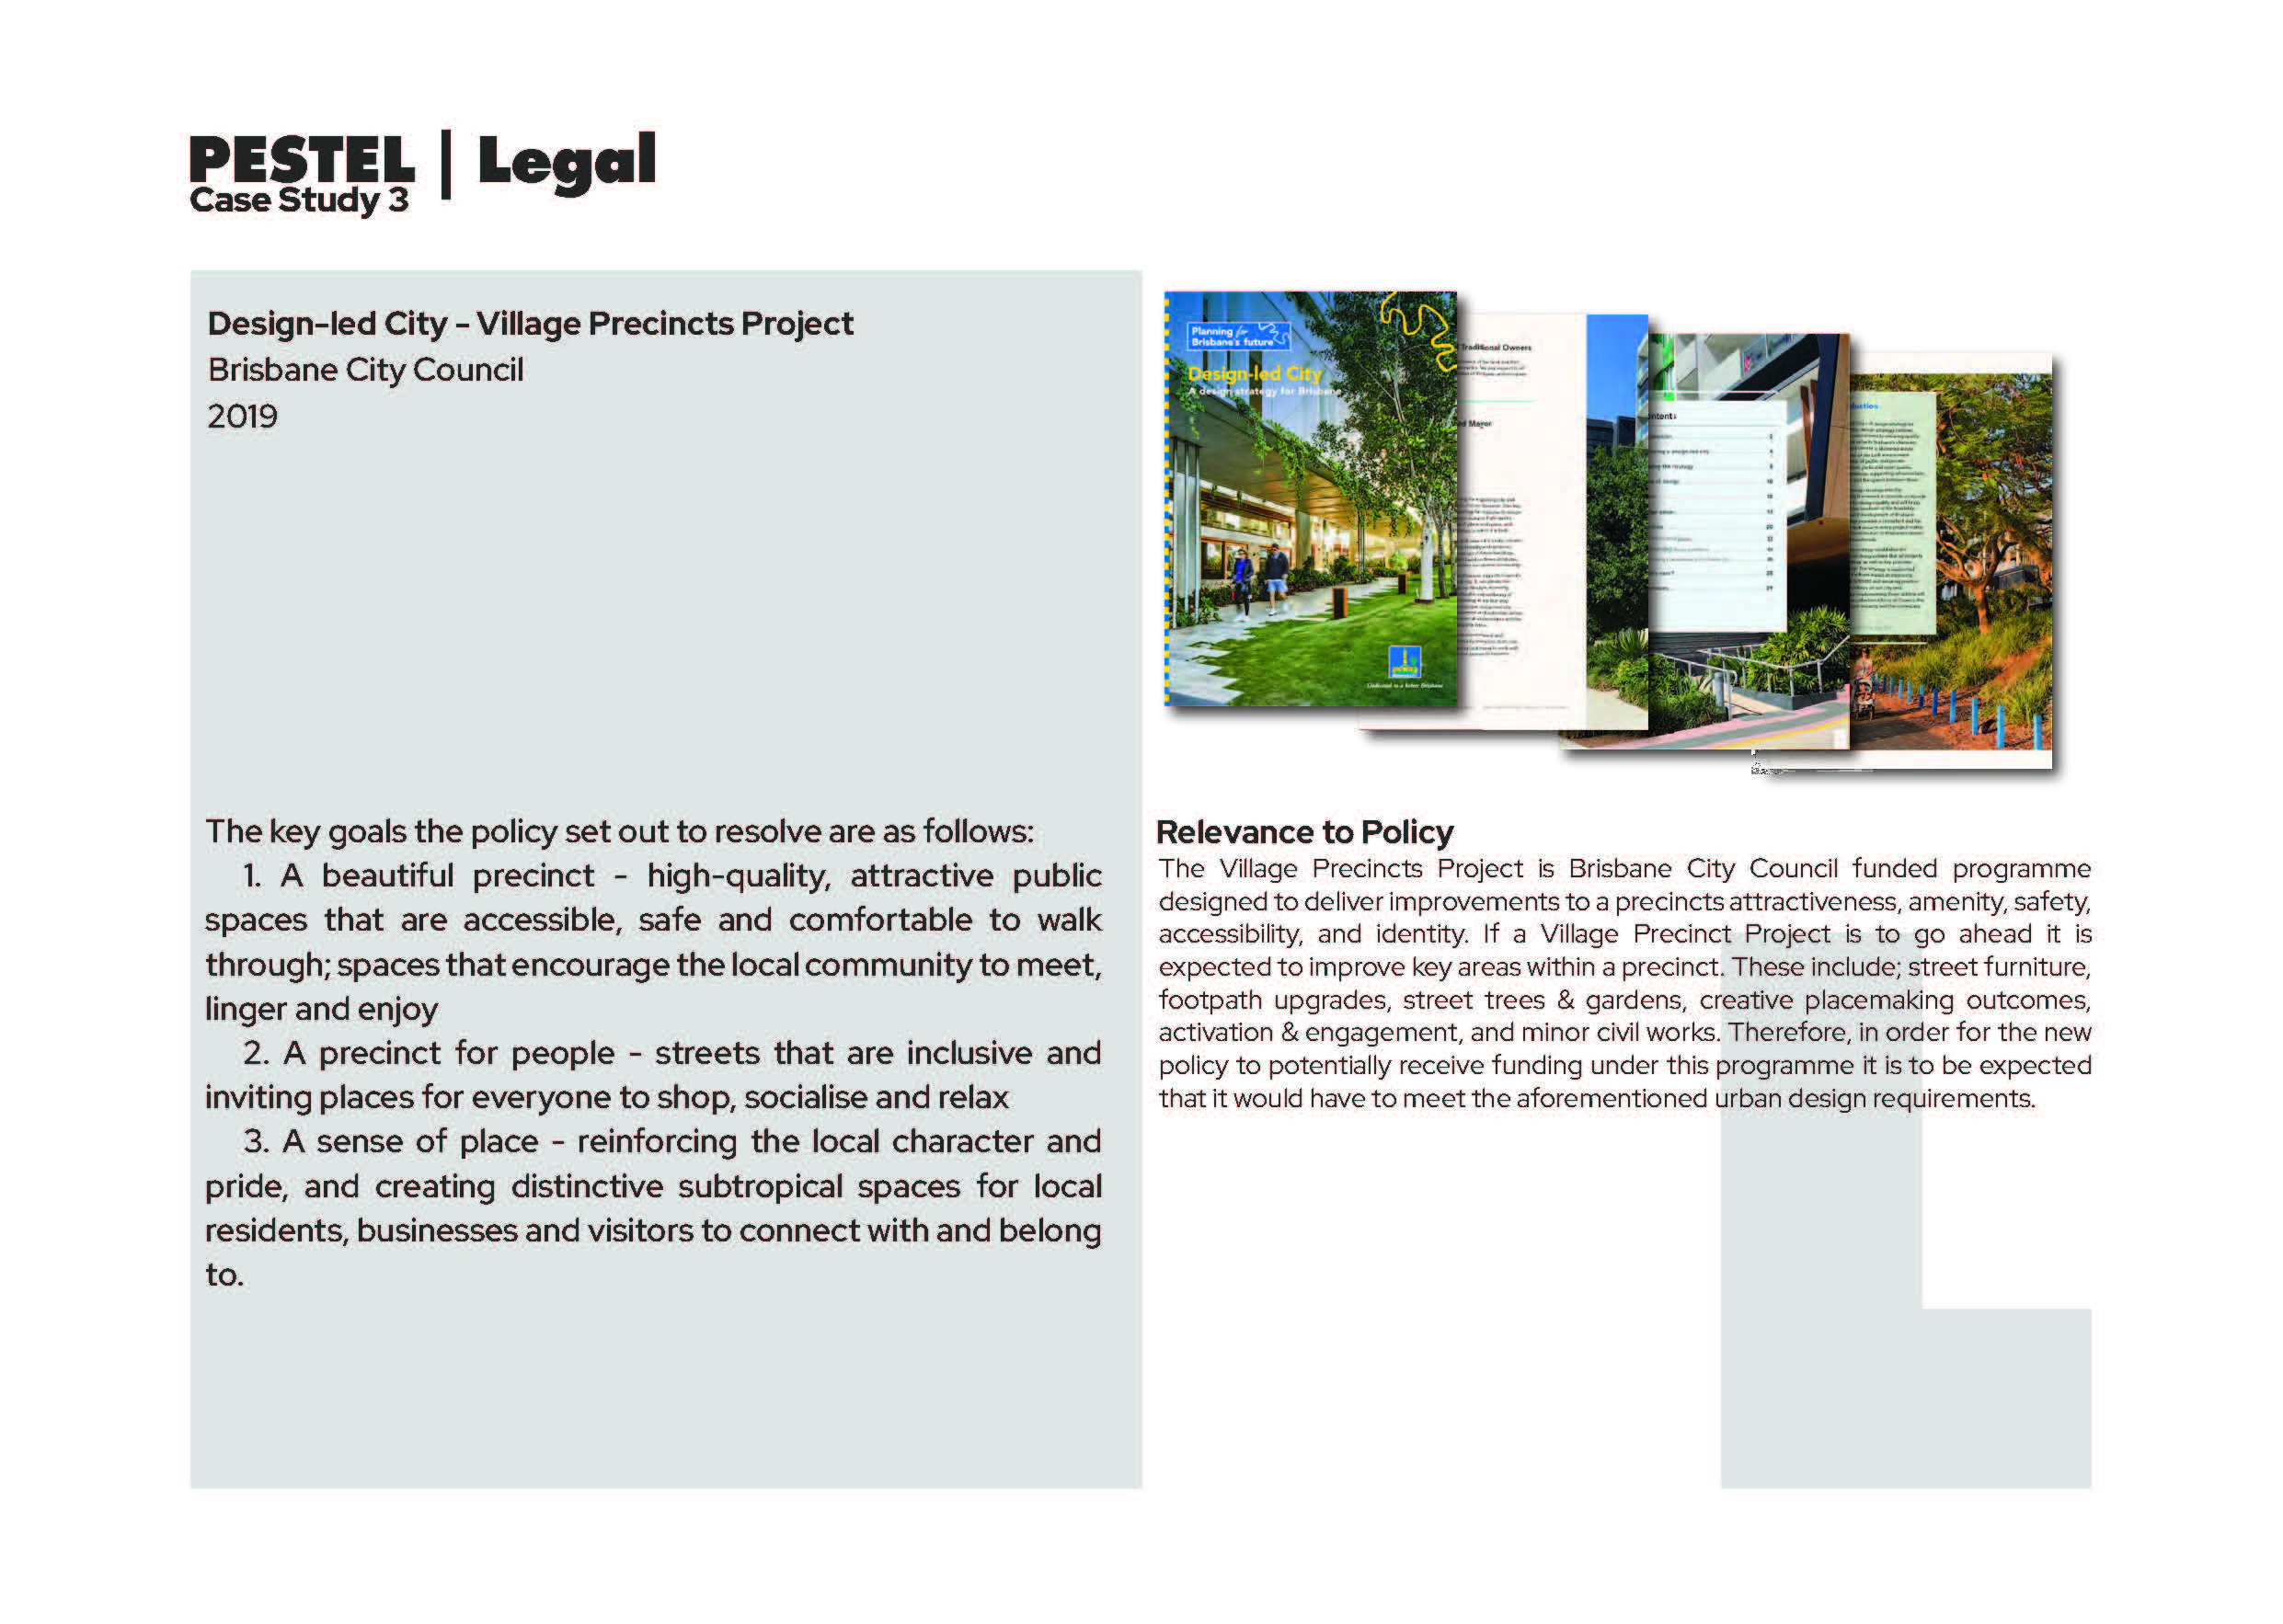 PESTEL | Legal
Case Study 3
Design-led City - Village Precincts Project
Brisbane City Council
2019
The key goals the policy set out to resolve are as follows:
1. A beautiful precinct - high-quality, attractive public
spaces that are accessible, safe and comfortable to walk
through; spaces that encourage the local community to meet,
linger and enjoy
2. A precinct for people - streets that are inclusive and
inviting places for everyone to shop, socialise and relax
3. A sense of place - reinforcing the local character and
pride, and creating distinctive subtropical spaces for local
residents, businesses and visitors to connect with and belong
to.
Planning for
Brisbane's future
Design-led City
A design strategy for Brisbane
Dedicated to a better Brisbane
Traditional Owners
Mayor
Relevance to Policy
The Village Precincts Project is Brisbane City Council funded programme
designed to deliver improvements to a precincts attractiveness, amenity, safety,
accessibility, and identity. If a Village Precinct Project is to go ahead it is
expected to improve key areas within a precinct. These include; street furniture,
footpath upgrades, street trees & gardens, creative placemaking outcomes,
activation & engagement, and minor civil works. Therefore, in order for the new
policy to potentially receive funding under this programme it is to be expected
that it would have to meet the aforementioned urban design requirements.